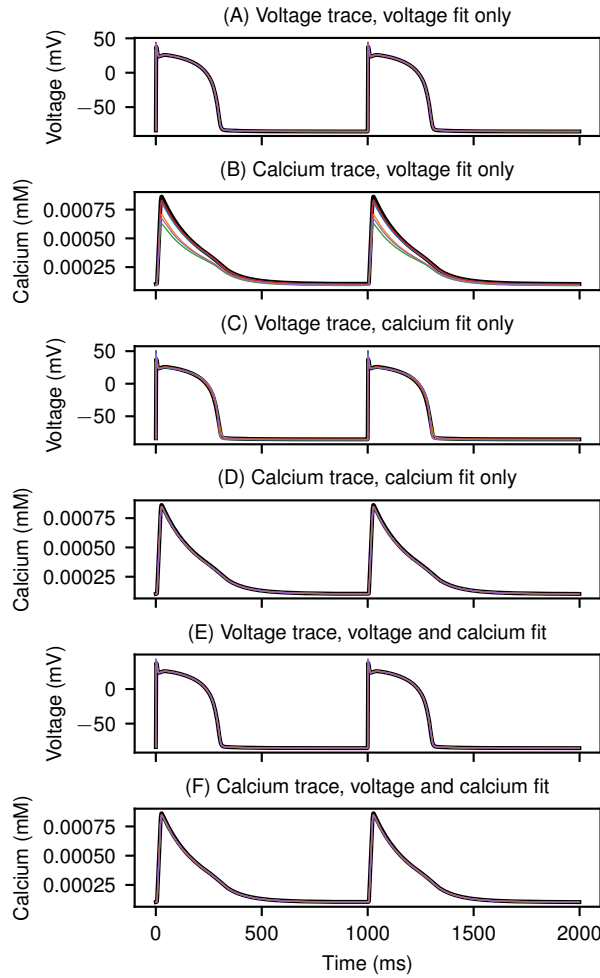 (A) Voltage trace, voltage fit only
Voltage (mV)
50
0
−50
(B) Calcium trace, voltage fit only
Calcium (mM)
0.00075
0.00050
0.00025
(C) Voltage trace, calcium fit only
Voltage (mV)
50
0
−50
(D) Calcium trace, calcium fit only
Calcium (mM)
0.00075
0.00050
0.00025
(E) Voltage trace, voltage and calcium fit
Voltage (mV)
0
−50
(F) Calcium trace, voltage and calcium fit
Calcium (mM)
0.00075
0.00050
0.00025
0 500 1000 1500 2000
Time (ms)